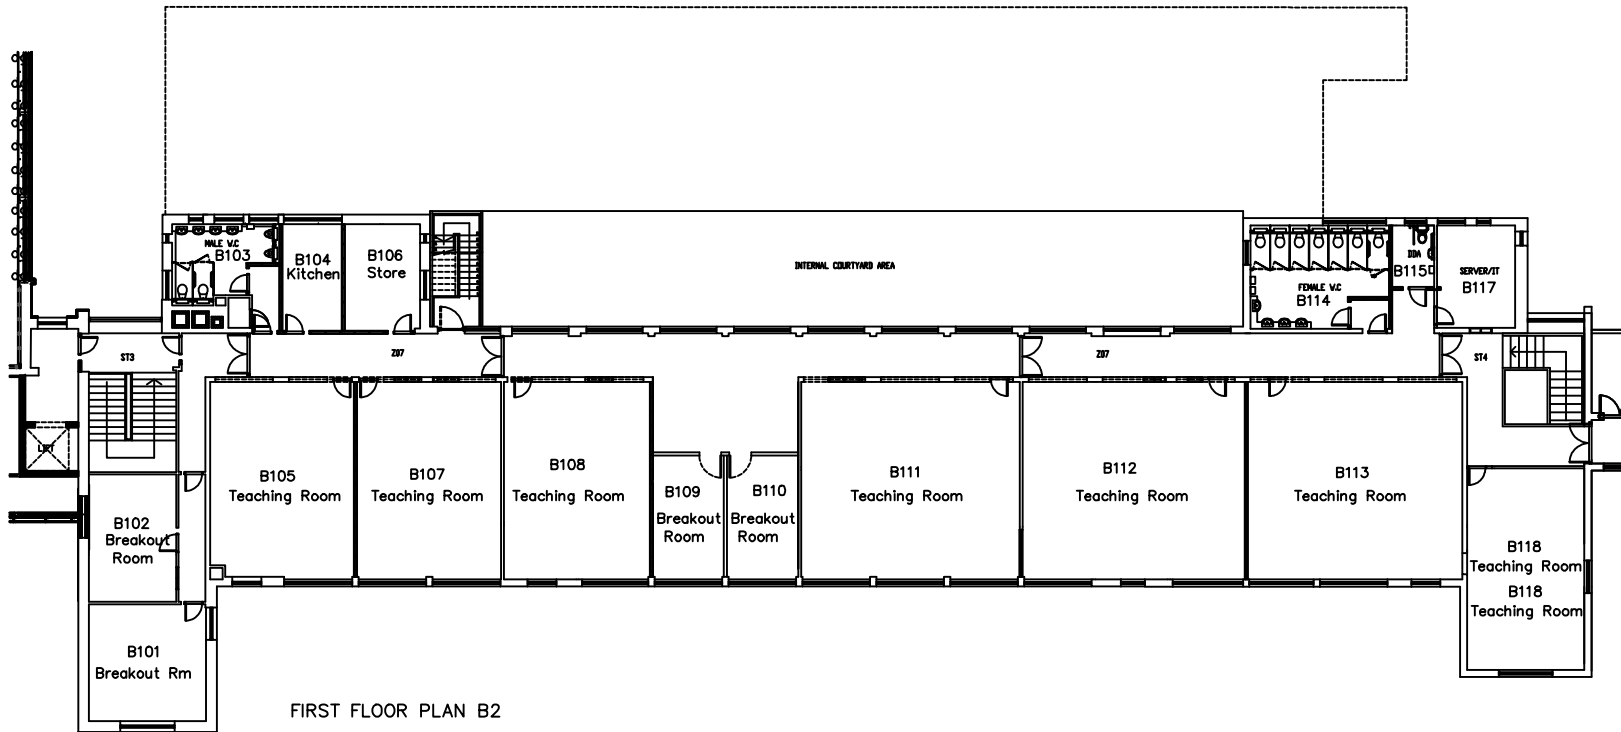 MALE W.C
B103
B104
Kitchen
B106
Store
INTERNAL COURTYARD AREA
FEMALE W.C
B114
DDA
B115
SERVER/IT
B117
ST3
Z07
Z07
ST4
LIFT
B105
Teaching Room
B107
Teaching Room
B108
Teaching Room
B109
Breakout
Room
B110
Breakout
Room
B111
Teaching Room
B112
Teaching Room
B113
Teaching Room
B102
Breakout
Room
B118
Teaching Room
B118
Teaching Room
B101
Breakout Rm
FIRST FLOOR PLAN B2